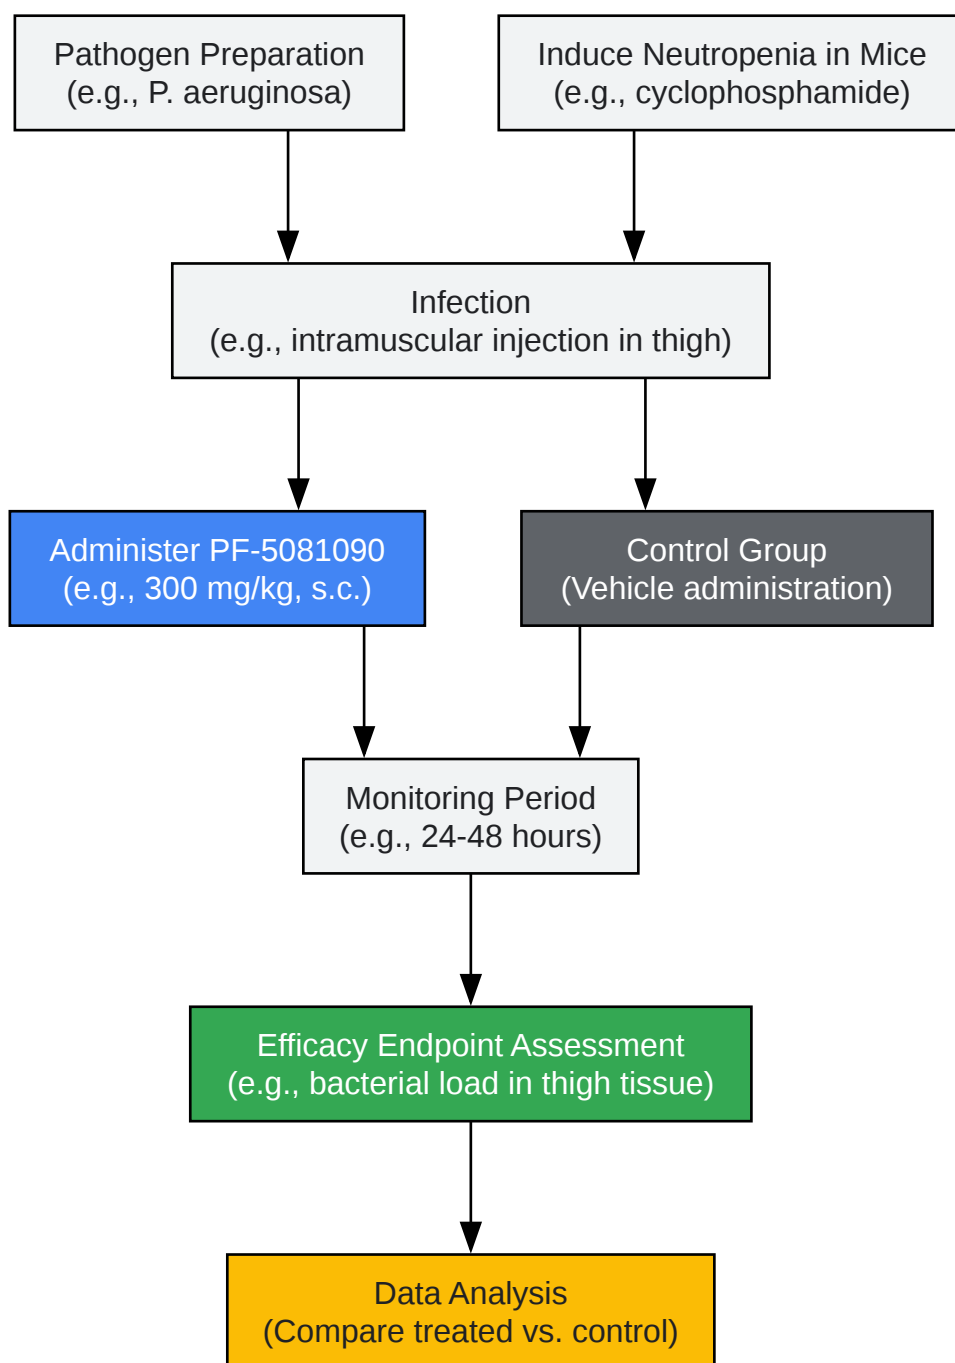 Pathogen Preparation
(e.g., P. aeruginosa)
Induce Neutropenia in Mice
(e.g., cyclophosphamide)
Infection
(e.g., intramuscular injection in thigh)
Administer PF-5081090
(e.g., 300 mg/kg, s.c.)
Control Group
(Vehicle administration)
Monitoring Period
(e.g., 24-48 hours)
Efficacy Endpoint Assessment
(e.g., bacterial load in thigh tissue)
Data Analysis
(Compare treated vs. control)